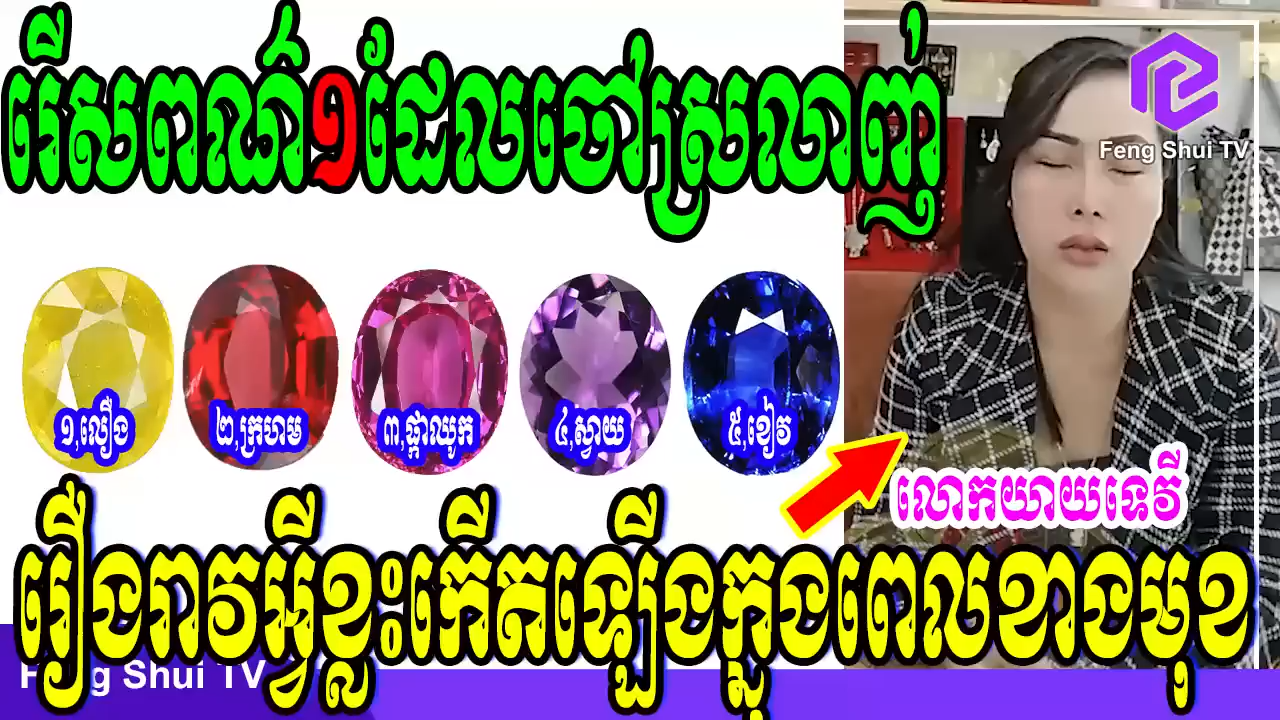 រើសពណ៌១ដែលចៅស្រលាញ់
Feng Shui TV
១,លឿង
២,ក្រហម
៣,ផ្កាឈូក
៤,ស្វាយ
៥,ខៀវ
លោកយាយទេវី
រឿងរាវអ្វីខ្លះកើតឡើងក្នុងពេលខាងមុខ
Feng Shui TV